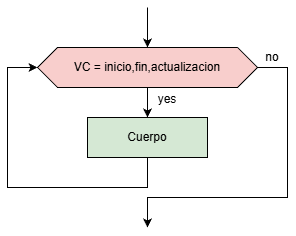 VC = inicio,fin,actualizacion
no
yes
Cuerpo